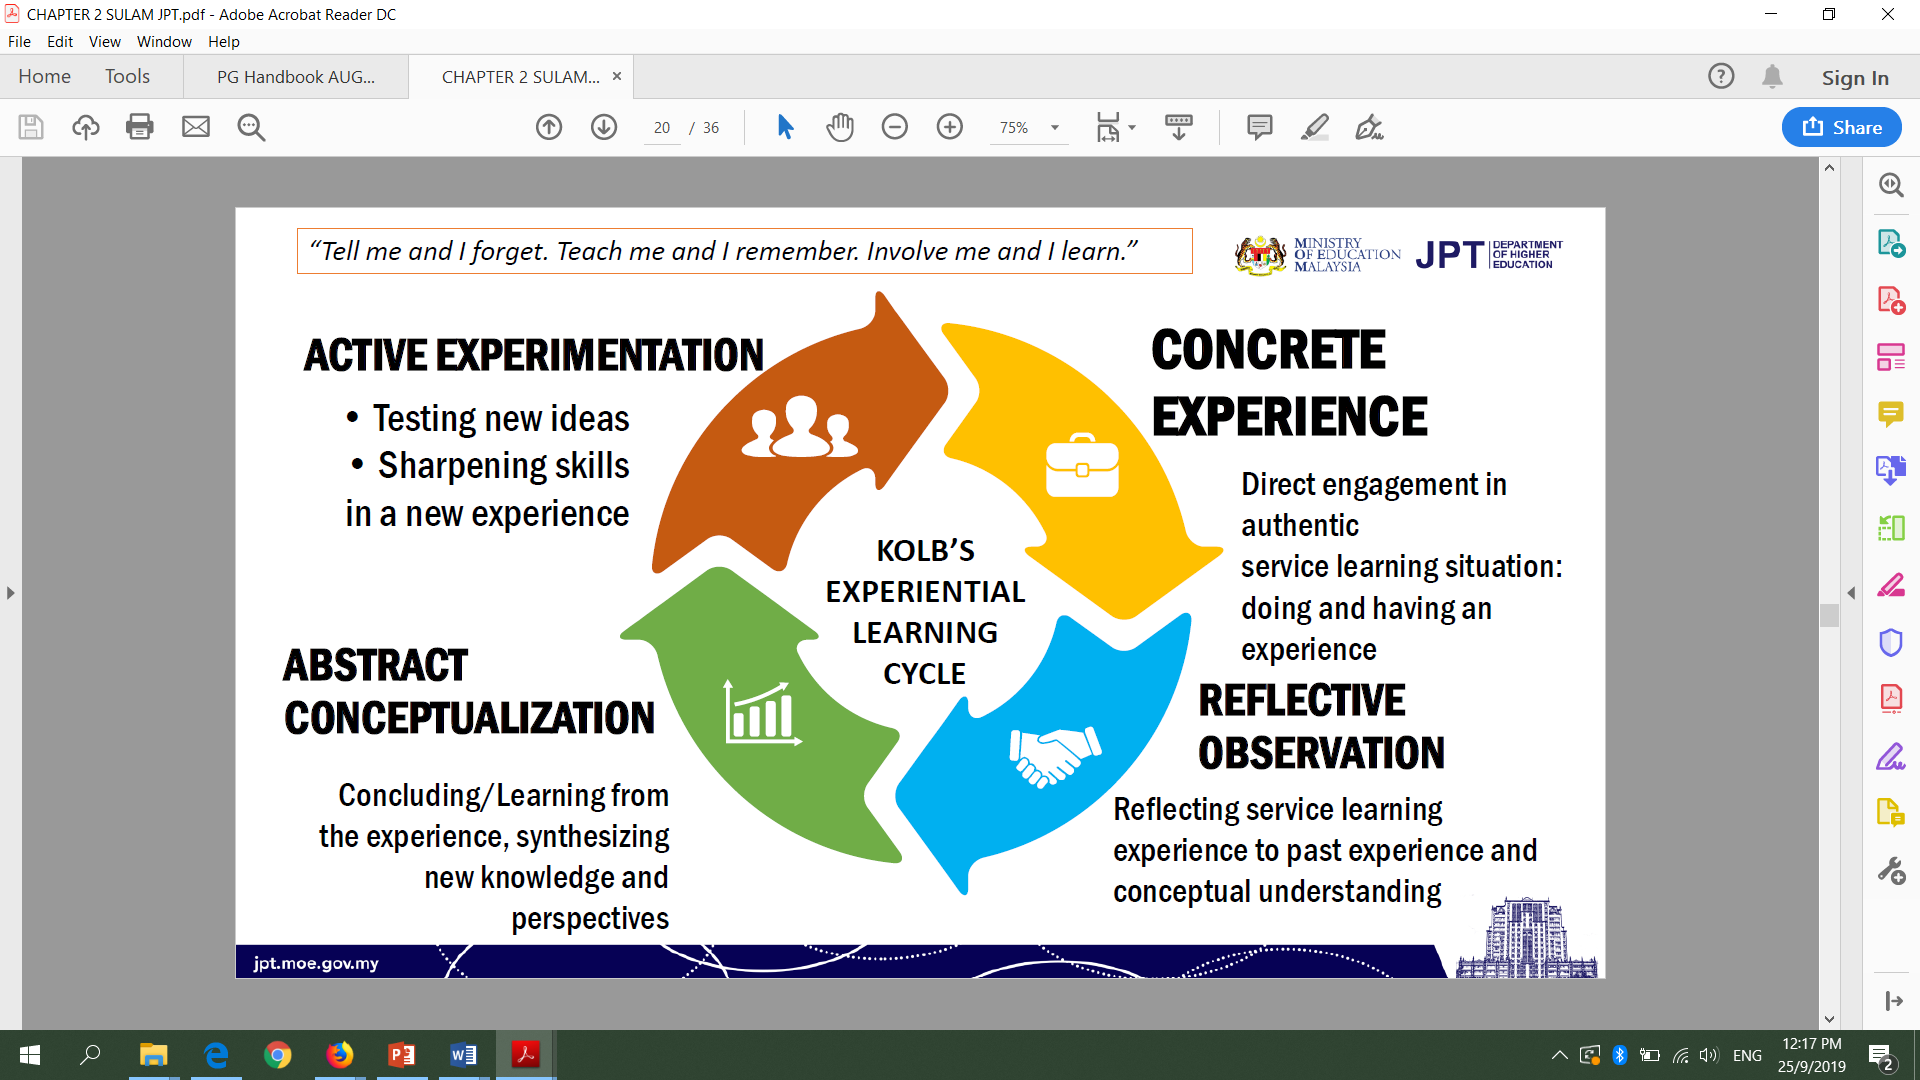 CHAPTER 2 SULAM JPT.pdf - Adobe Acrobat Reader DC
File Edit View Window Help
Home Tools PG Handbook AUG... CHAPTER 2 SULAM... ×
Sign In
20 / 36
75%
Share
“Tell me and I forget. Teach me and I remember. Involve me and I learn.”
MINISTRY
OF EDUCATION
MALAYSIA
JPT
DEPARTMENT
OF HIGHER
EDUCATION
ACTIVE EXPERIMENTATION
• Testing new ideas
• Sharpening skills
in a new experience
CONCRETE
EXPERIENCE
Direct engagement in
authentic
service learning situation:
doing and having an
experience
KOLB’S
EXPERIENTIAL
LEARNING
CYCLE
ABSTRACT
CONCEPTUALIZATION
Concluding/Learning from
the experience, synthesizing
new knowledge and
perspectives
REFLECTIVE
OBSERVATION
Reflecting service learning
experience to past experience and
conceptual understanding
jpt.moe.gov.my
ENG
12:17 PM
25/9/2019
2